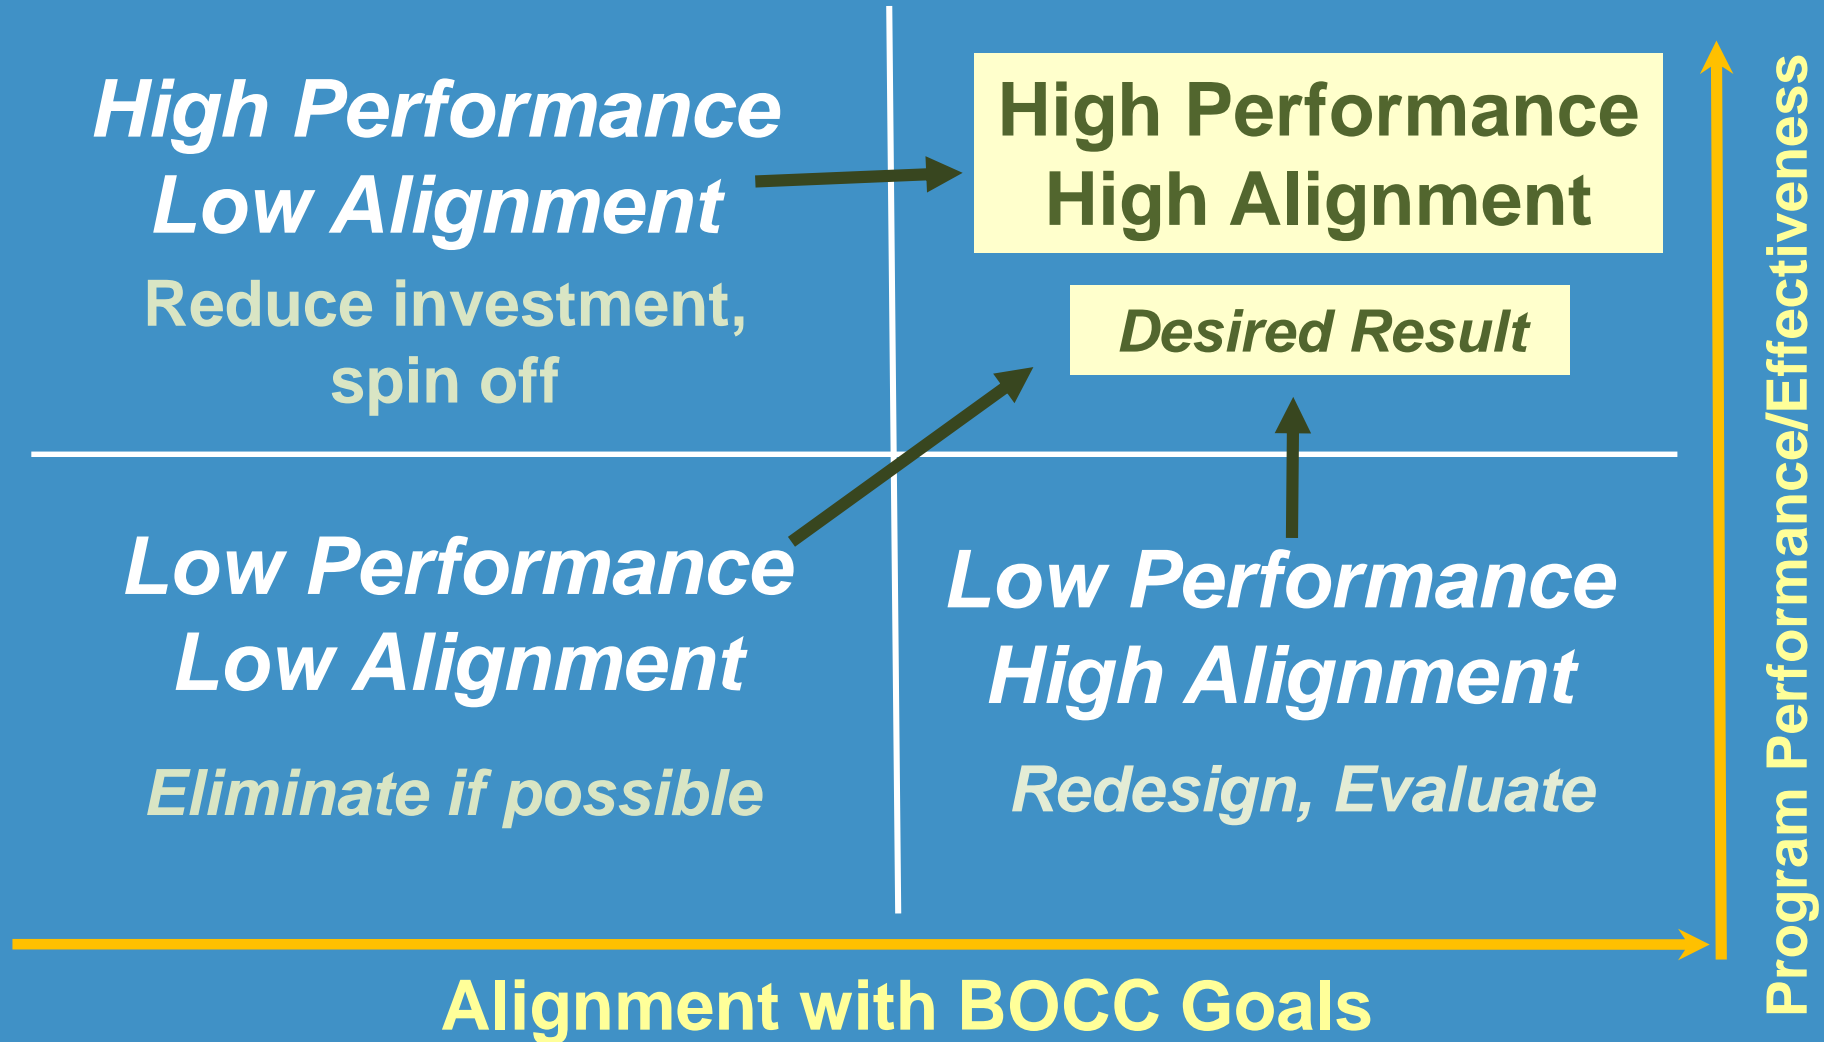 High Performance
Low Alignment
Reduce investment,
spin off
High Performance
High Alignment
Desired Result
Low Performance
Low Alignment
Eliminate if possible
Low Performance
High Alignment
Redesign, Evaluate
Alignment with BOCC Goals
Program Performance/Effectiveness